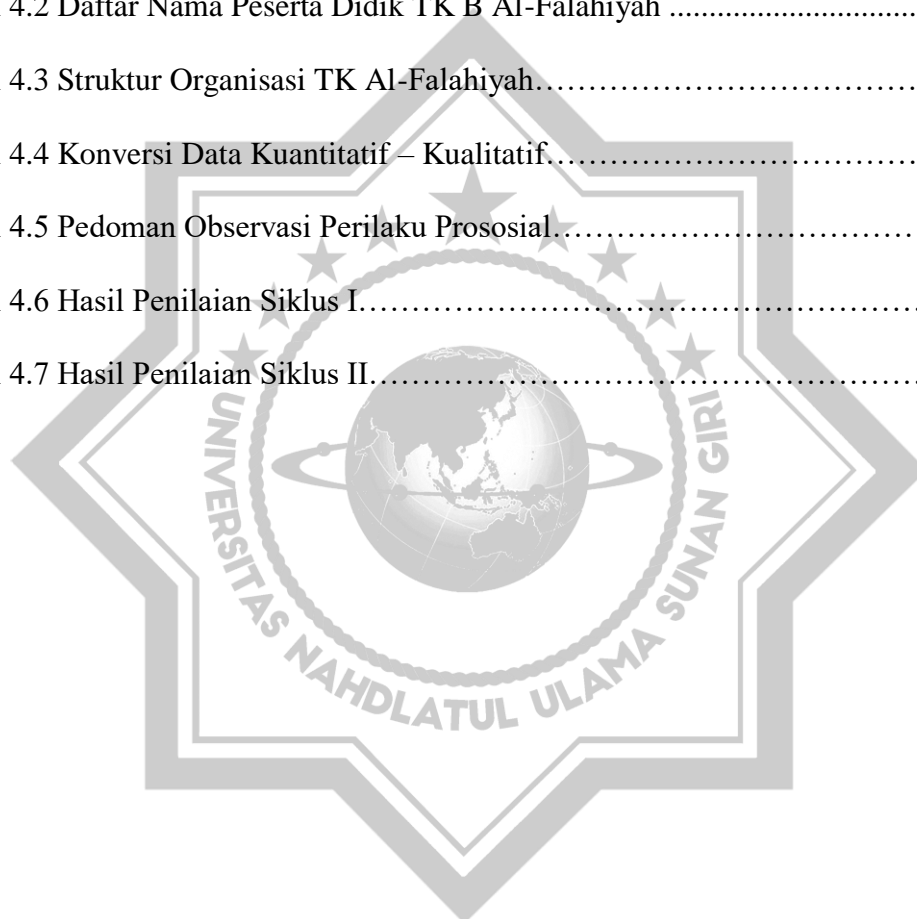 4.2 Daftar Nama Peserta Didik TK B Al-Falahiyah ................................
4.3 Struktur Organisasi TK Al-Falahiyah…………………………………
4.4 Konversi Data Kuantitatif – Kualitatif…………………………………
4.5 Pedoman Observasi Perilaku Prososial………………………………
4.6 Hasil Penilaian Siklus I…………………………………………………
4.7 Hasil Penilaian Siklus II…………………………………………………
UNIVERSITAS NAHDLATUL ULAMA SUNAN GIRI